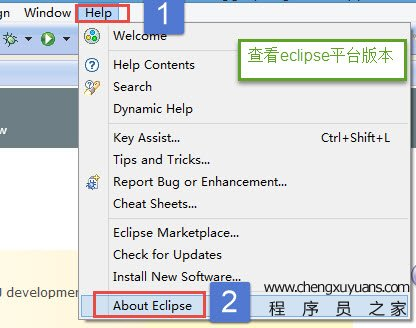 gn Window Help
1
Welcome
查看eclipse平台版本
Help Contents
Search
Dynamic Help
w
Key Assist... Ctrl+Shift+L
Tips and Tricks...
Report Bug or Enhancement...
Cheat Sheets...
Eclipse Marketplace...
Check for Updates
Install New Software...
www.chengxuyuans.com
J developmen
About Eclipse
2
程序员之家